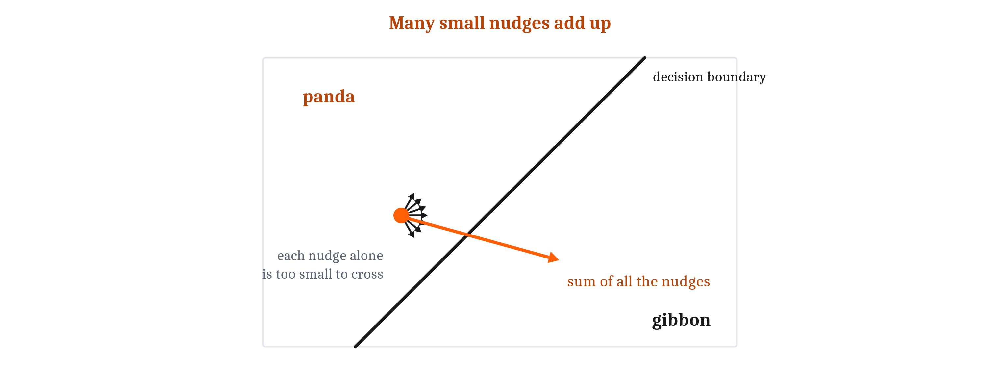 Many small nudges add up
decision boundary
panda
each nudge alone
is too small to cross
sum of all the nudges
gibbon